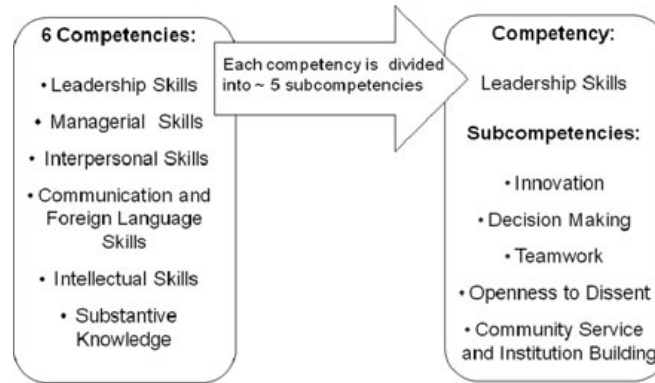 6 Competencies:
• Leadership Skills
• Managerial Skills
• Interpersonal Skills
• Communication and
Foreign Language
Skills
• Intellectual Skills
• Substantive
Knowledge
Each competency is divided
into ~ 5 subcompetencies
Competency:
Leadership Skills
Subcompetencies:
• Innovation
• Decision Making
• Teamwork
• Openness to Dissent
• Community Service
and Institution Building